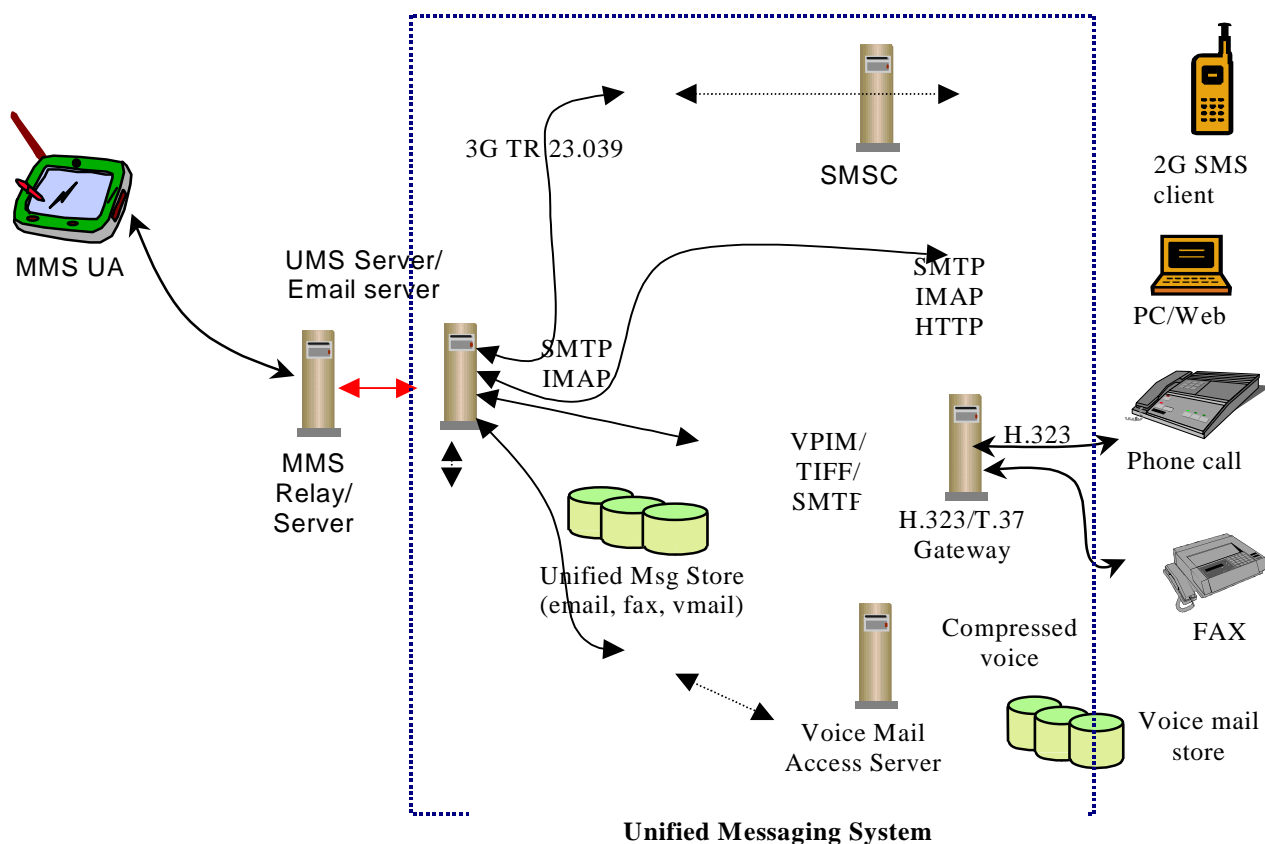 3G TR 23.039
SMSC
2G SMS
client
MMS UA
UMS Server/
Email server
SMTP
IMAP
HTTP
PC/Web
SMTP
IMAP
MMS
Relay/
Server
VPIM/
TIFF/
SMTF
H.323
Phone call
H.323/T.37
Gateway
Unified Msg Store
(email, fax, vmail)
FAX
Compressed
voice
Voice Mail
Access Server
Voice mail
store
Unified Messaging System